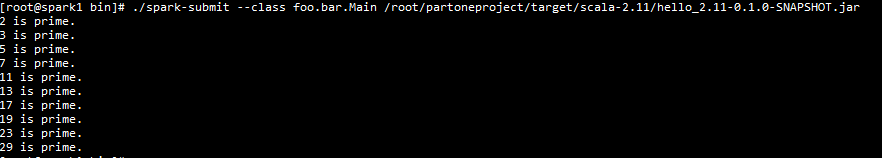 [root@spark1 bin]# ./spark-submit --class foo.bar.Main /root/partoneproject/target/scala-2.11/hello_2.11-0.1.0-SNAPSHOT.jar
2 is prime.
3 is prime.
5 is prime.
7 is prime.
11 is prime.
13 is prime.
17 is prime.
19 is prime.
23 is prime.
29 is prime.